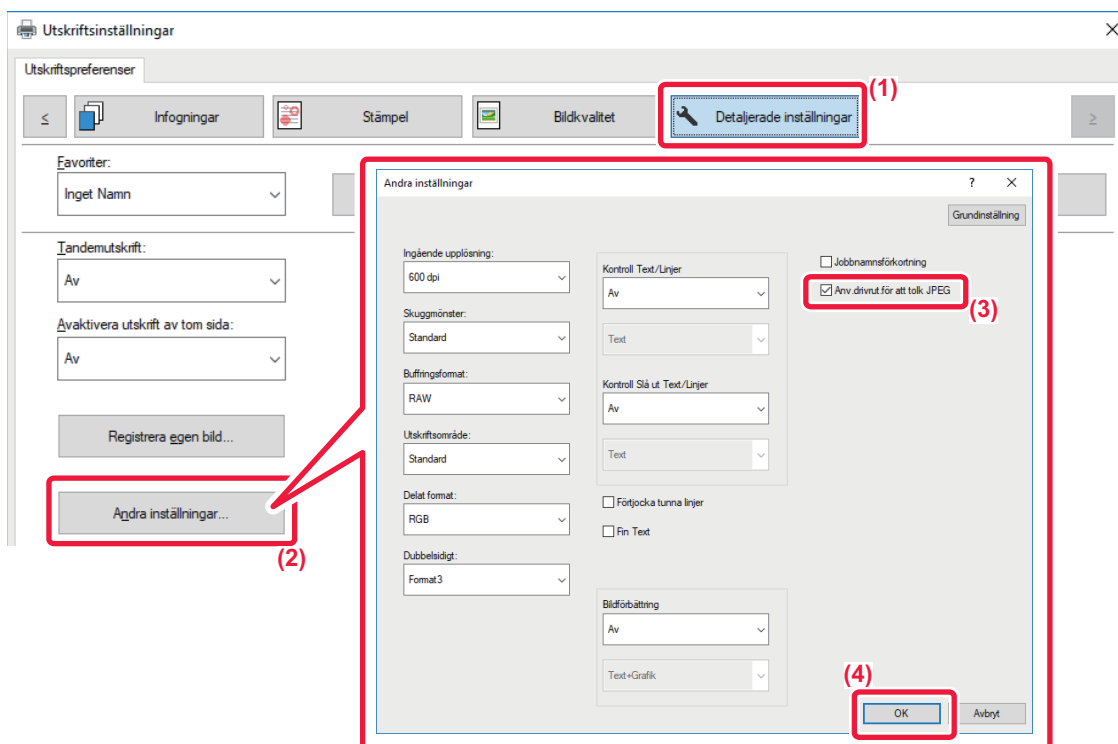 Utskriftsinställningar
Utskriftspreferenser
(1)
<
Infogningar
Stämpel
Bildkvalitet
Detaljerade inställningar
>
Favoriter:
Inget Namn
Tandemutskrift:
Av
Avaktivera utskrift av tom sida:
Av
Registrera egen bild...
Andra inställningar...
(2)
Andra inställningar
?
Grundinställning
Ingående upplösning:
600 dpi
Skuggmönster:
Standard
Buffringsformat:
RAW
Utskriftsområde:
Standard
Delat format:
RGB
Dubbelsidigt:
Format3
Kontroll Text/Linjer
Av
Text
Kontroll Slå ut Text/Linjer
Av
Text
Förtjocka tunna linjer
Fin Text
Bildförbättring
Av
Text+Grafik
Jobbnamnsförkortning
Anv.drivrut.för att tolk JPEG
(3)
(4)
OK
Avbryt